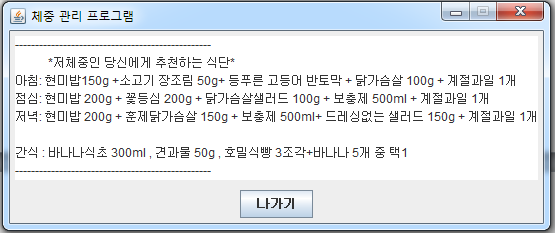 체중 관리 프로그램
--------------------------------------------------
*저체중인 당신에게 추천하는 식단*
아침: 현미밥150g +소고기 장조림 50g+ 등푸른 고등어 반토막 + 닭가슴살 100g + 계절과일 1개
점심: 현미밥 200g + 꽃등심 200g + 닭가슴살샐러드 100g + 보충제 500ml + 계절과일 1개
저녁: 현미밥 200g + 훈제닭가슴살 150g + 보충제 500ml+ 드레싱없는 샐러드 150g + 계절과일 1개
간식 : 바나나식초 300ml , 견과물 50g , 호밀식빵 3조각+바나나 5개 중 택1
--------------------------------------------------
나가기